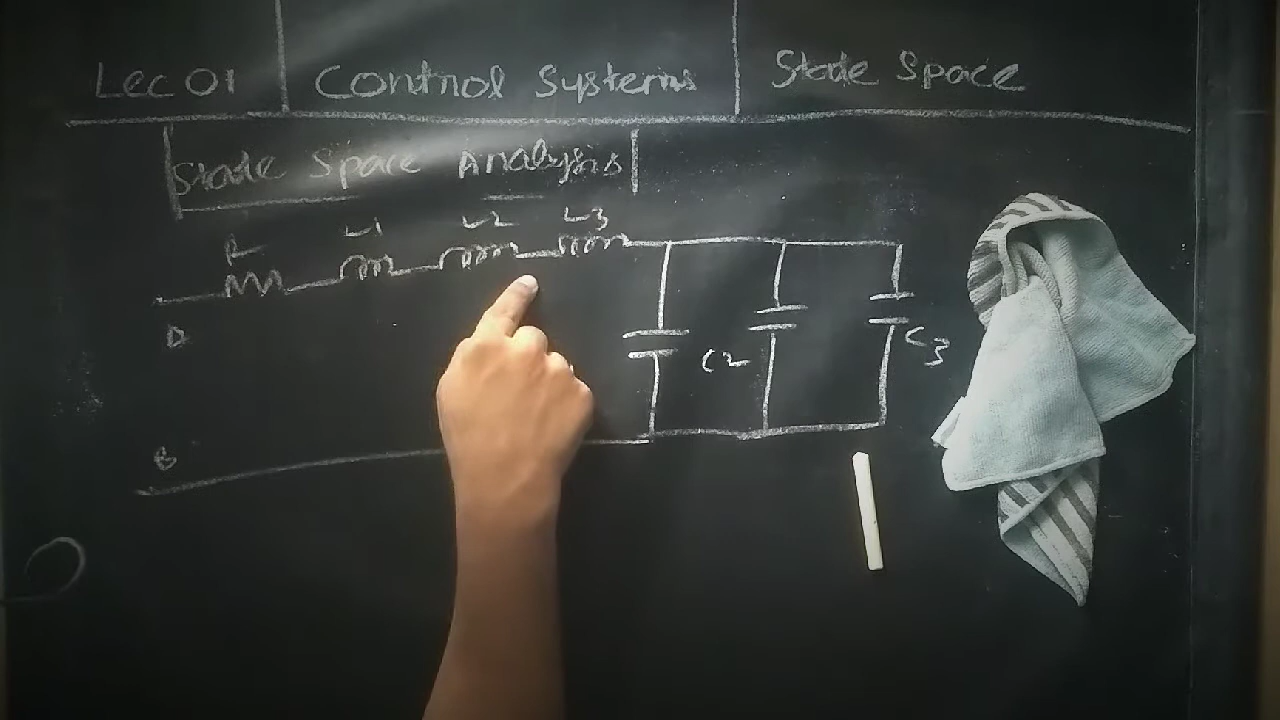 Lec 01 Control Systems State Space
State Space Analysis
R L1 L2 L3
A
C2 C3
B